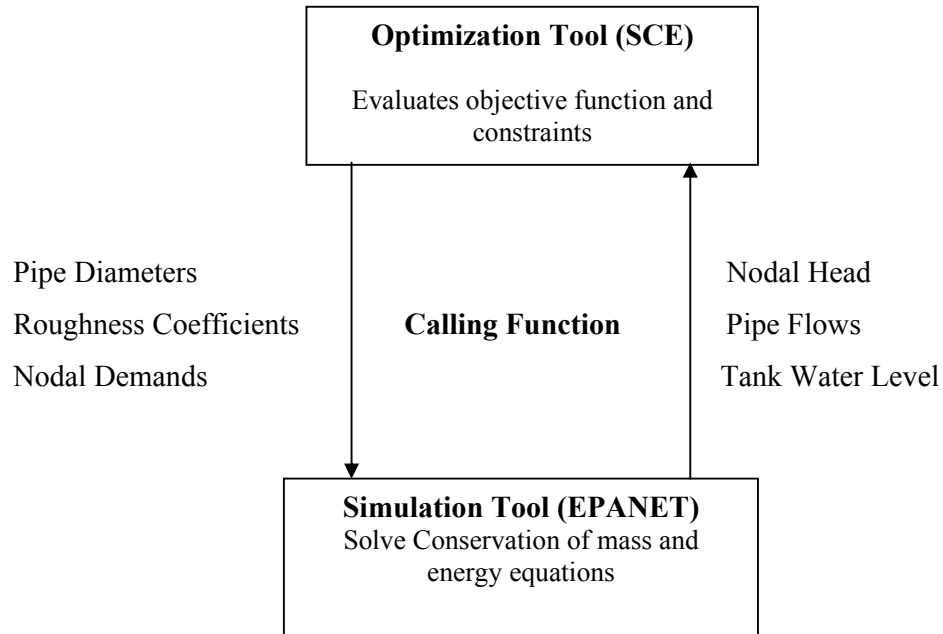 Optimization Tool (SCE)
Evaluates objective function and
constraints
Pipe Diameters
Roughness Coefficients
Nodal Demands
Calling Function
Nodal Head
Pipe Flows
Tank Water Level
Simulation Tool (EPANET)
Solve Conservation of mass and
energy equations